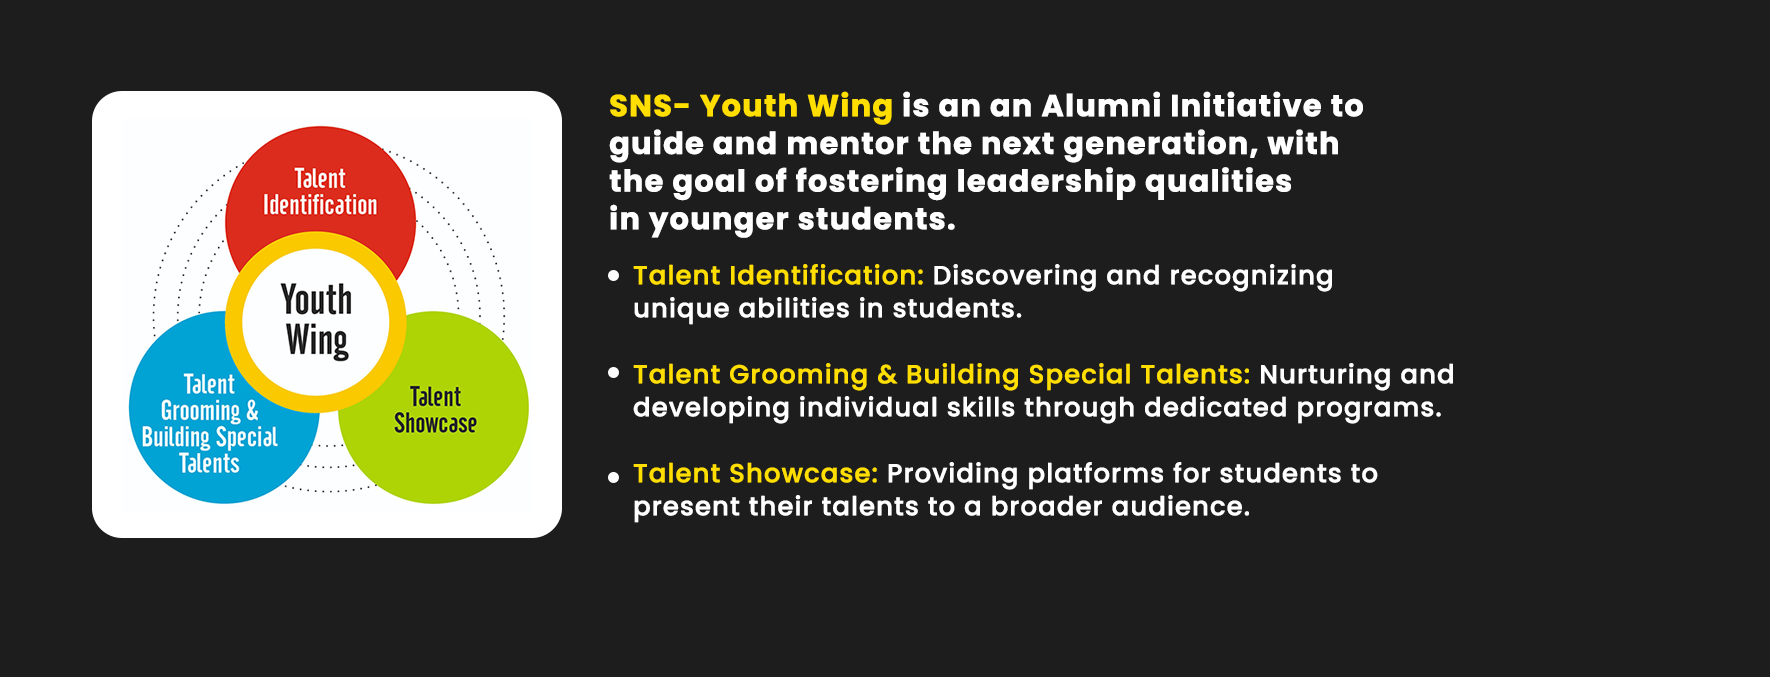 Talent
Identification
Youth
Wing
Talent
Grooming &
Building Special
Talents
Talent
Showcase
SNS- Youth Wing is an an Alumni Initiative to
guide and mentor the next generation, with
the goal of fostering leadership qualities
in younger students.
• Talent Identification: Discovering and recognizing
unique abilities in students.
• Talent Grooming & Building Special Talents: Nurturing and
developing individual skills through dedicated programs.
• Talent Showcase: Providing platforms for students to
present their talents to a broader audience.